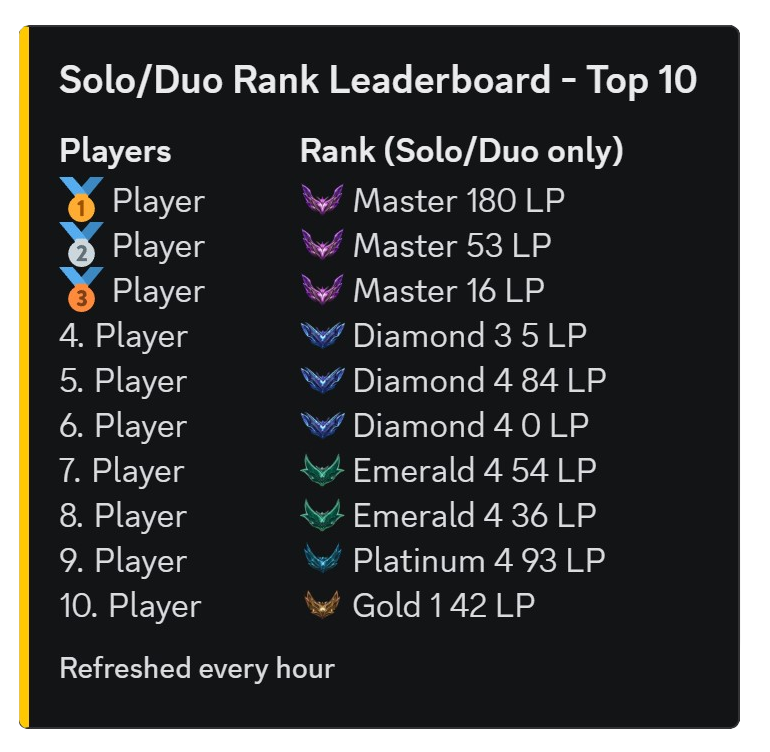 Solo/Duo Rank Leaderboard - Top 10
Players Rank (Solo/Duo only)
1 Player Master 180 LP
2 Player Master 53 LP
3 Player Master 16 LP
4. Player Diamond 3 5 LP
5. Player Diamond 4 84 LP
6. Player Diamond 4 0 LP
7. Player Emerald 4 54 LP
8. Player Emerald 4 36 LP
9. Player Platinum 4 93 LP
10. Player Gold 1 42 LP
Refreshed every hour